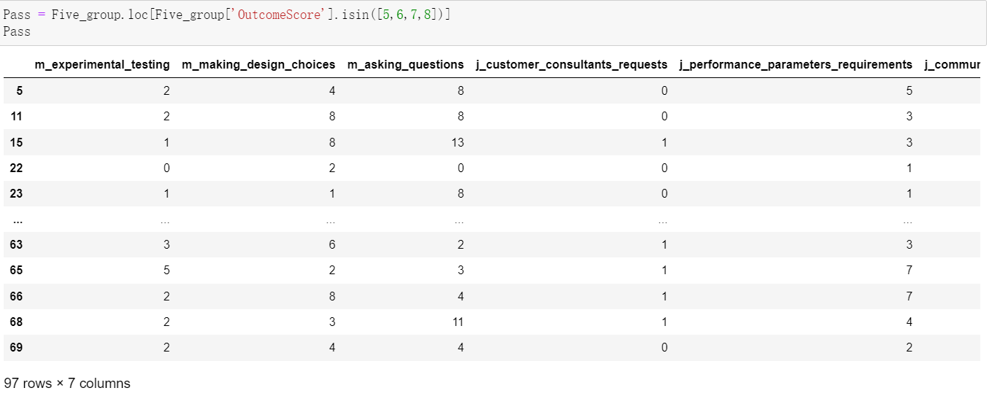 Pass = Five_group.loc[Five_group['OutcomeScore'].isin([5,6,7,8])]
Pass
m_experimental_testing m_making_design_choices m_asking_questions j_customer_consultants_requests j_performance_parameters_requirements j_commun
5 2 4 8 0 5
11 2 8 8 0 3
15 1 8 13 1 3
22 0 2 0 0 1
23 1 1 8 0 1
... ... ... ... ... ...
63 3 6 2 1 3
65 5 2 3 1 7
66 2 8 4 1 7
68 2 3 11 1 4
69 2 4 4 0 2
97 rows × 7 columns